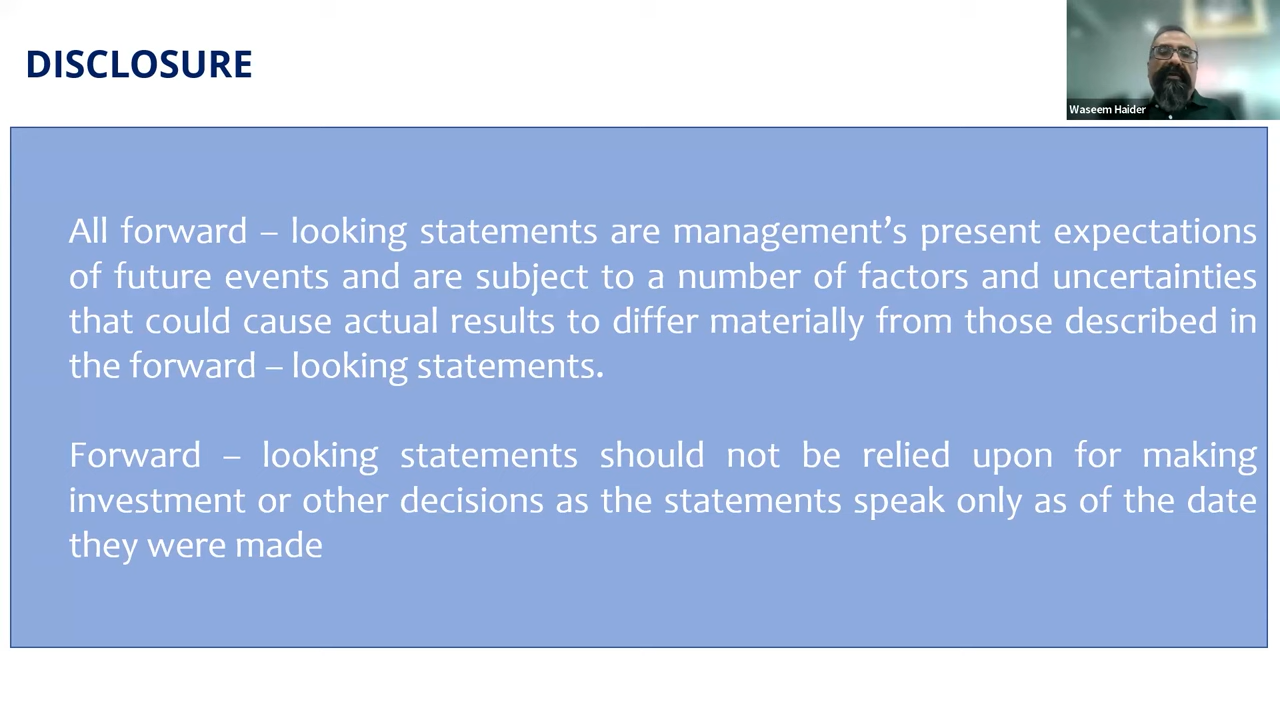 DISCLOSURE
Waseem Haider
All forward – looking statements are management’s present expectations
of future events and are subject to a number of factors and uncertainties
that could cause actual results to differ materially from those described in
the forward – looking statements.
Forward – looking statements should not be relied upon for making
investment or other decisions as the statements speak only as of the date
they were made